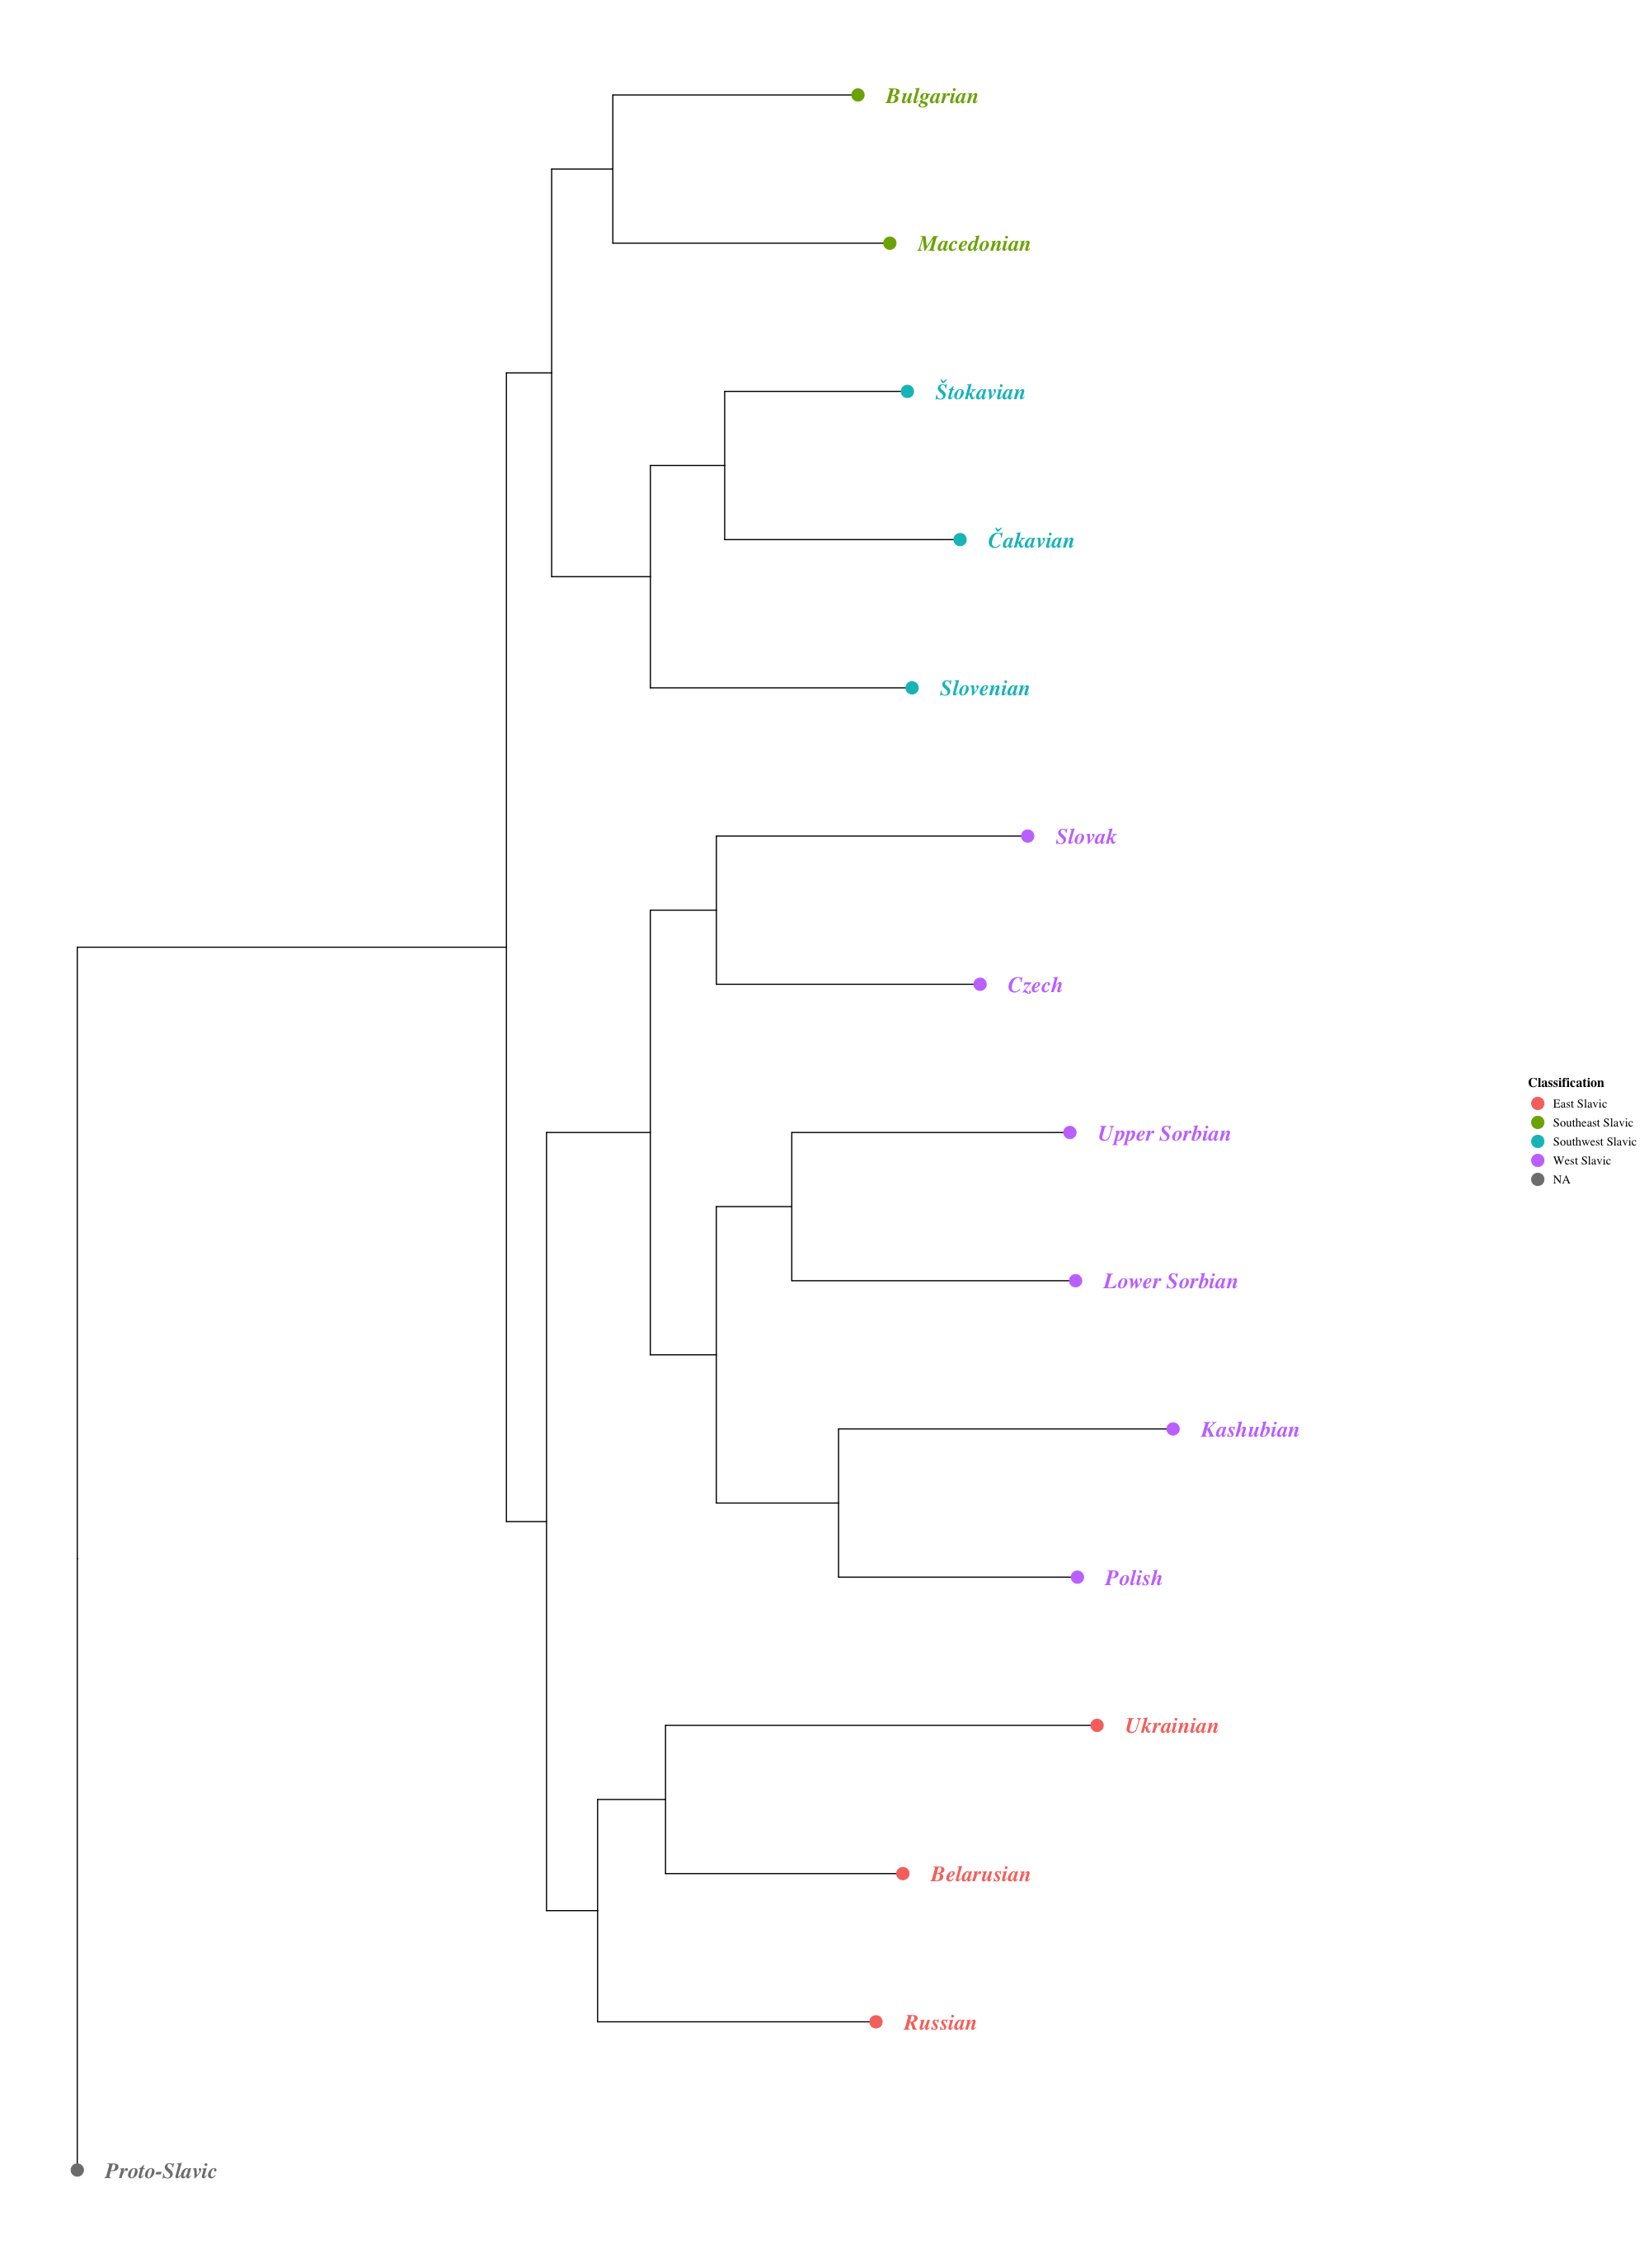 Bulgarian
Macedonian
Štokavian
Čakavian
Slovenian
Slovak
Czech
Upper Sorbian
Lower Sorbian
Kashubian
Polish
Ukrainian
Belarusian
Russian
Proto-Slavic
Classification
East Slavic
Southeast Slavic
Southwest Slavic
West Slavic
NA